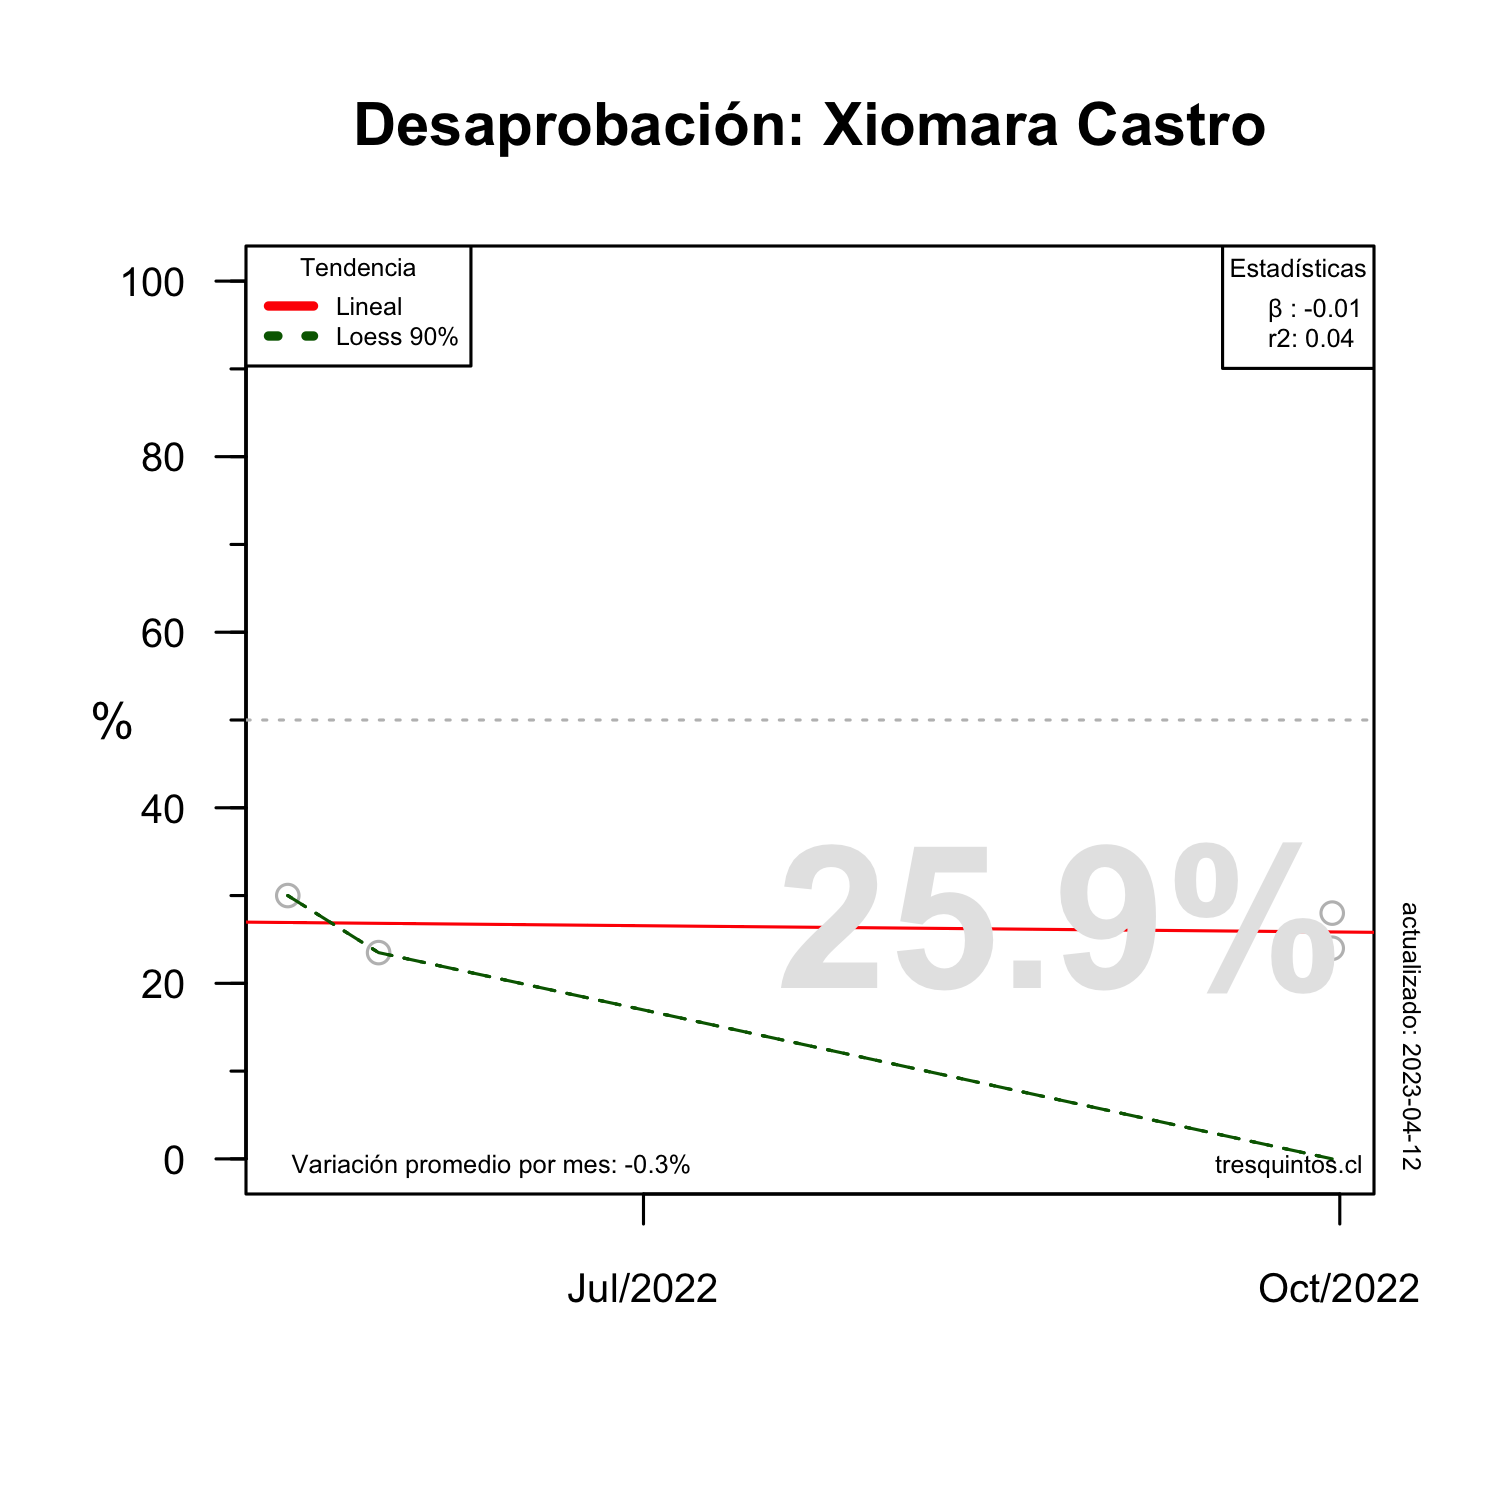 Desaprobación: Xiomara Castro
Tendencia
Lineal
Loess 90%
Estadísticas
β : -0.01
r2: 0.04
100
80
60
%
40
20
0
25.9%
actualizado: 2023-04-12
Variación promedio por mes: -0.3%
tresquintos.cl
Jul/2022
Oct/2022